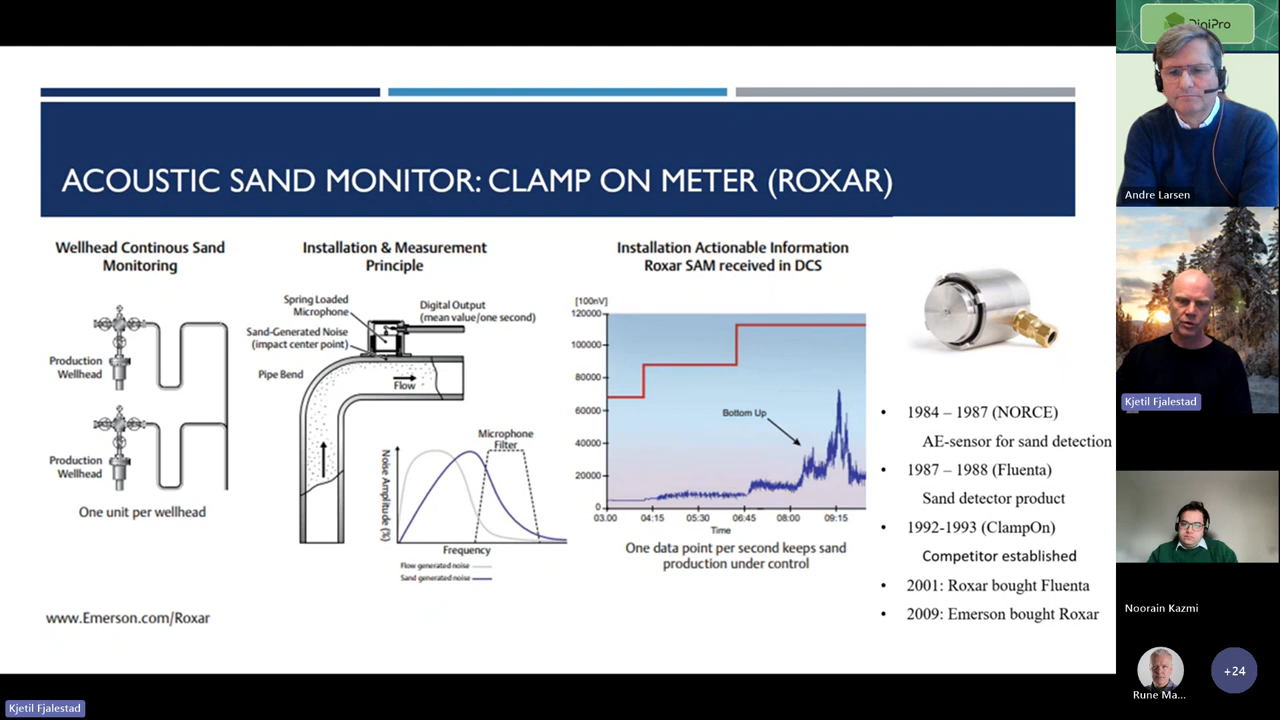 ACOUSTIC SAND MONITOR: CLAMP ON METER (ROXAR)
Wellhead Continous Sand
Monitoring
Production
Wellhead
Production
Wellhead
One unit per wellhead
www.Emerson.com/Roxar
Installation & Measurement
Principle
Spring Loaded
Microphone
Digital Output
(mean value/one second)
Sand-Generated Noise
(impact center point)
Pipe Bend
Flow
Microphone
Filter
Noise Amplitude (%)
Frequency
Flow generated noise
Sand generated noise
Installation Actionable Information
Roxar SAM received in DCS
[100nV]
120000
100000
80000
60000
40000
20000
0
Bottom Up
03:00 04:15 05:30 06:45 08:00 09:15
Time
One data point per second keeps sand
production under control
• 1984 – 1987 (NORCE)
AE-sensor for sand detection
• 1987 – 1988 (Fluenta)
Sand detector product
• 1992-1993 (ClampOn)
Competitor established
• 2001: Roxar bought Fluenta
• 2009: Emerson bought Roxar
DigiPro
Andre Larsen
Kjetil Fjalestad
Noorain Kazmi
Rune Ma...
+24
Kjetil Fjalestad